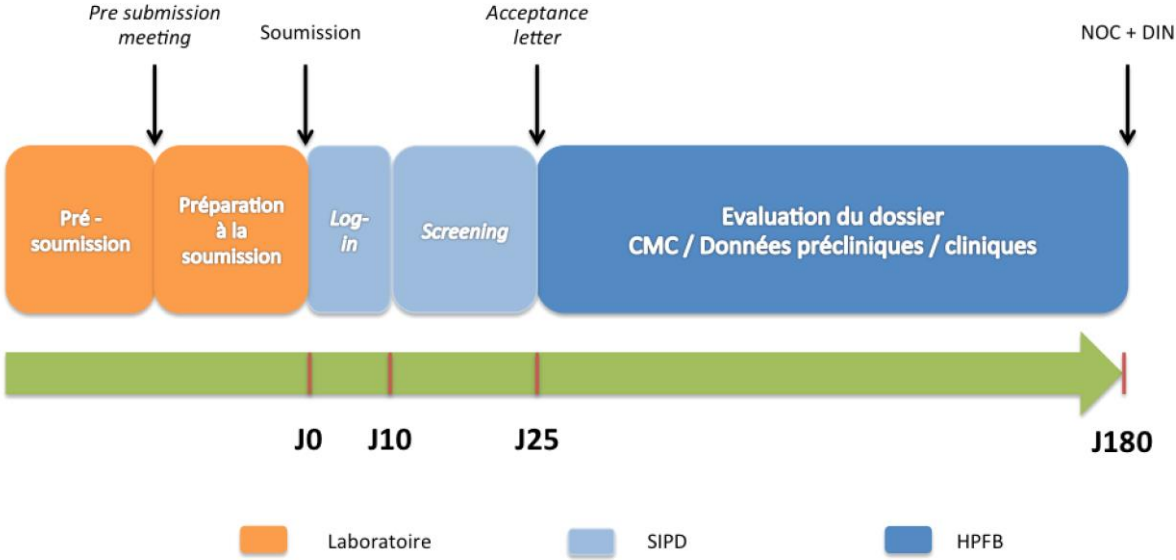 Pre submission
meeting
Soumission
Acceptance
letter
NOC + DIN
Pré -
soumission
Préparation
à la
soumission
Log-
in
Screening
Evaluation du dossier
CMC / Données précliniques / cliniques
J0
J10
J25
J180
Laboratoire
SIPD
HPFB